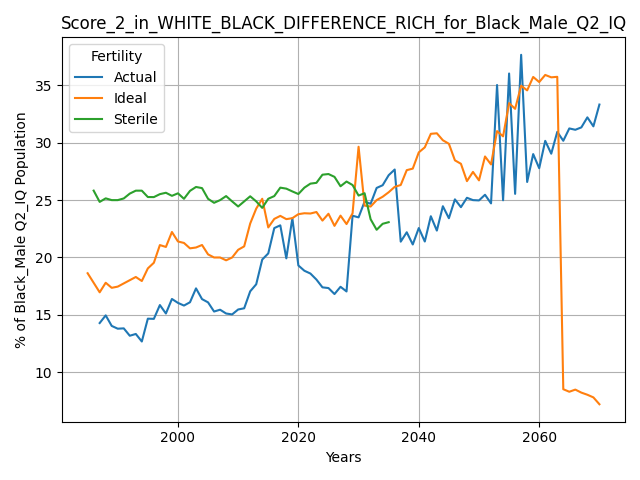 Score_2_in_WHITE_BLACK_DIFFERENCE_RICH_for_Black_Male_Q2_IQ
Fertility
Actual
Ideal
Sterile
% of Black_Male Q2_IQ Population
35
30
25
20
15
10
2000
2020
2040
2060
Years